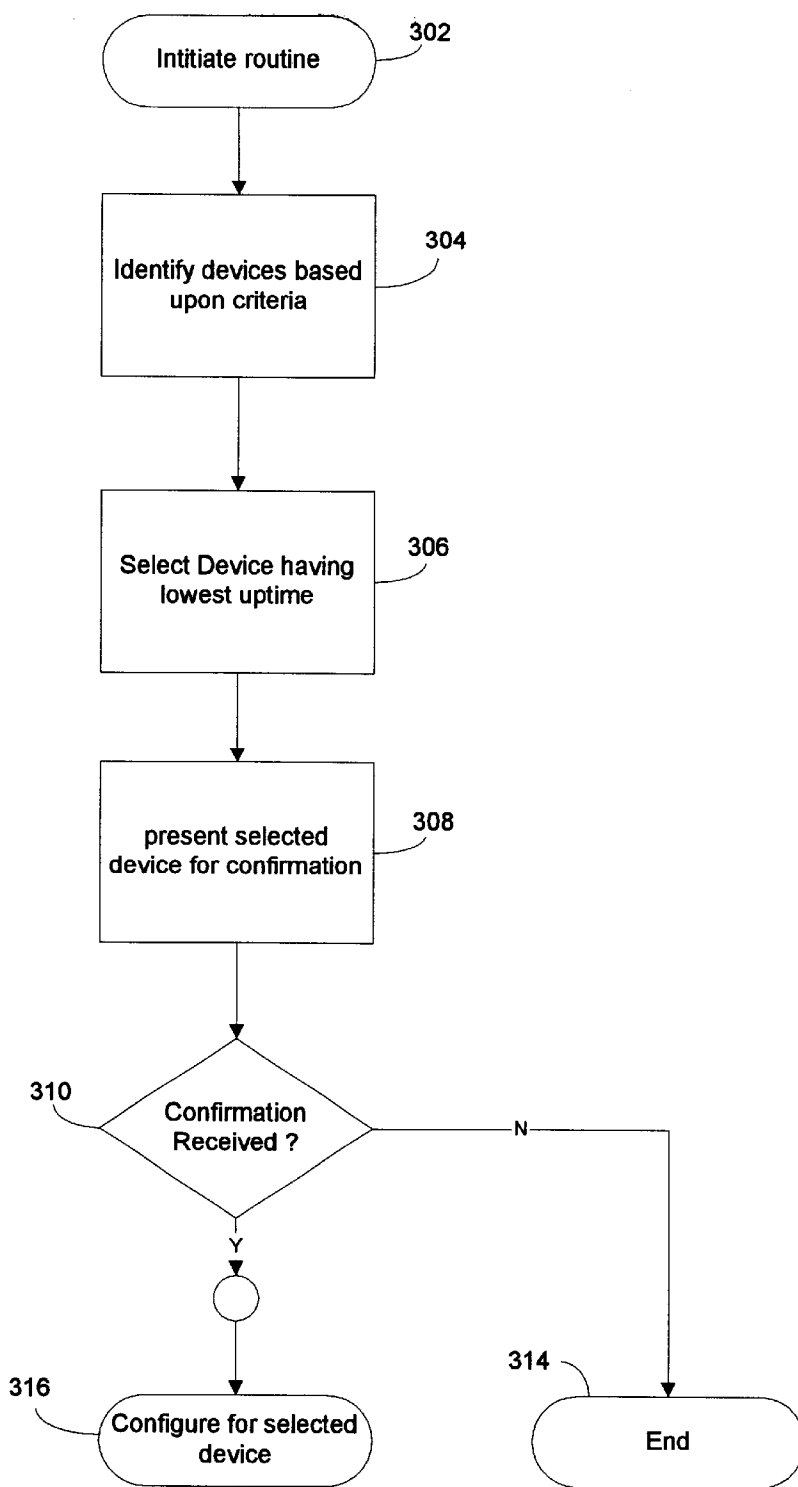 Intitiate routine
302
Identify devices based
upon criteria
304
Select Device having
lowest uptime
306
present selected
device for confirmation
308
310
Confirmation
Received ?
N
Y
316
Configure for selected
device
314
End